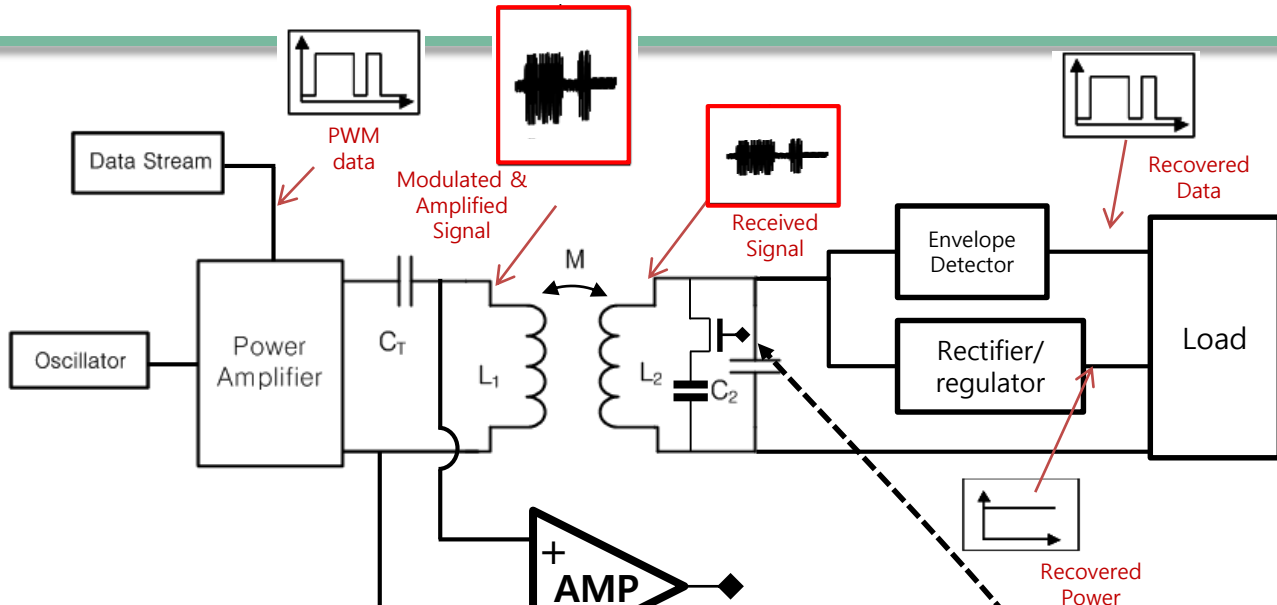 PWM
data
Data Stream
Modulated &
Amplified
Signal
Received
Signal
Recovered
Data
Envelope
Detector
M
Oscillator
Power
Amplifier
CT
L1
L2
C2
Rectifier/
regulator
Load
+
AMP
Recovered
Power